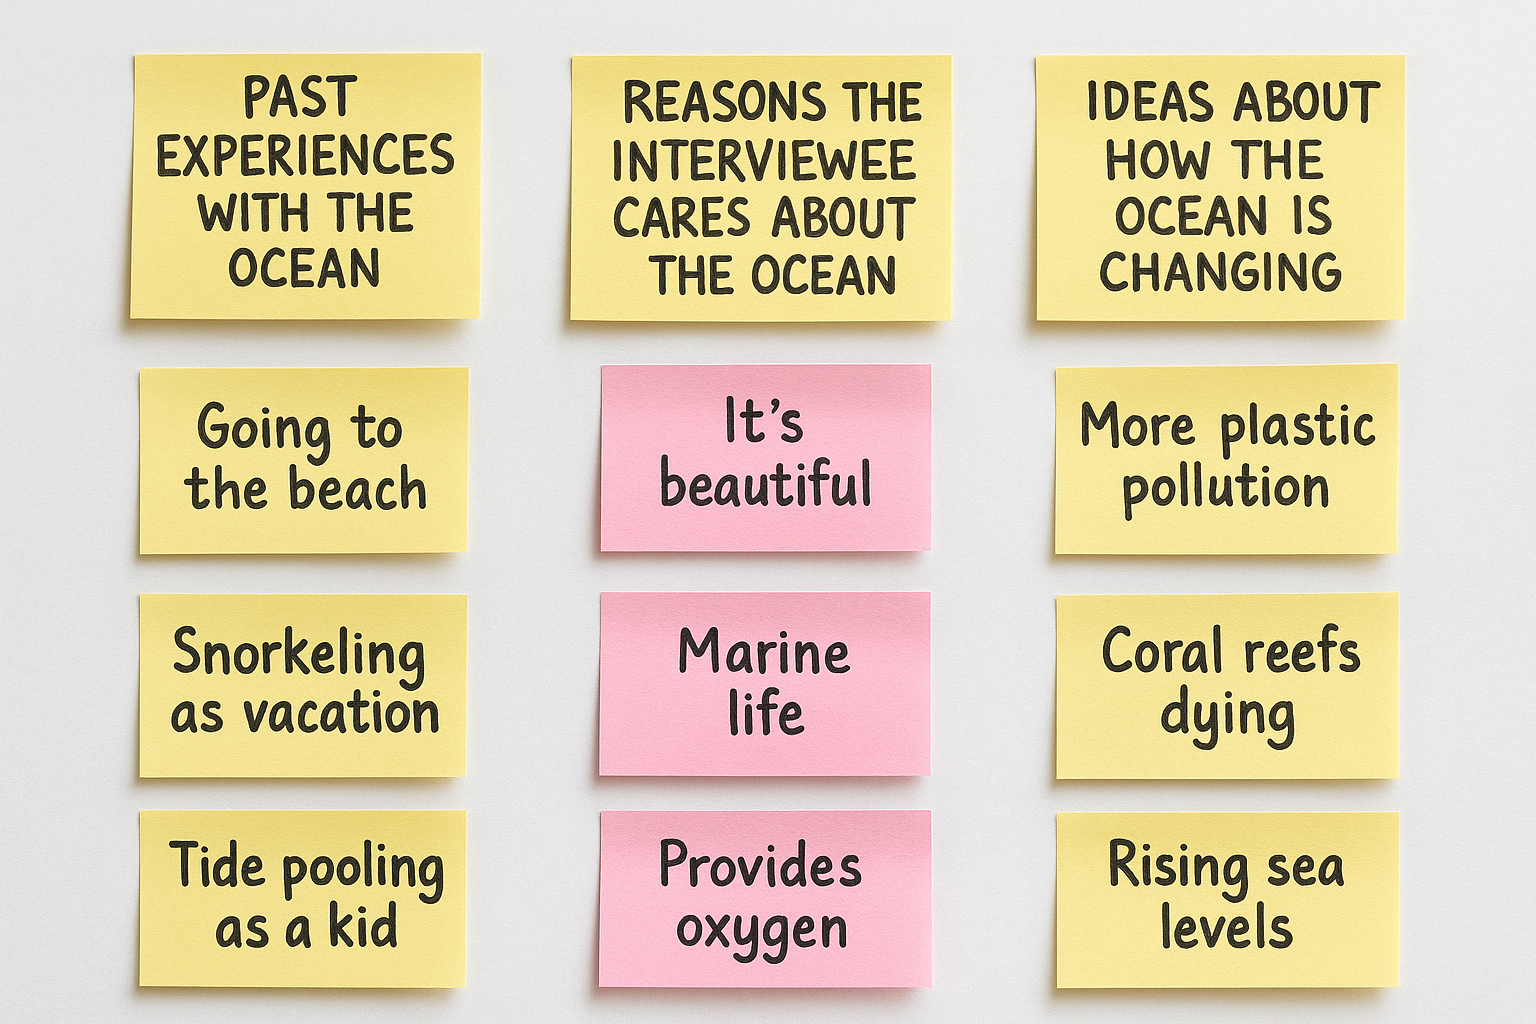 PAST
EXPERIENCES
WITH THE
OCEAN
REASONS THE
INTERVIEWEE
CARES ABOUT
THE OCEAN
IDEAS ABOUT
HOW THE
OCEAN IS
CHANGING
Going to
the beach
It's
beautiful
More plastic
pollution
Snorkeling
as vacation
Marine
life
Coral reefs
dying
Tide pooling
as a kid
Provides
oxygen
Rising sea
levels